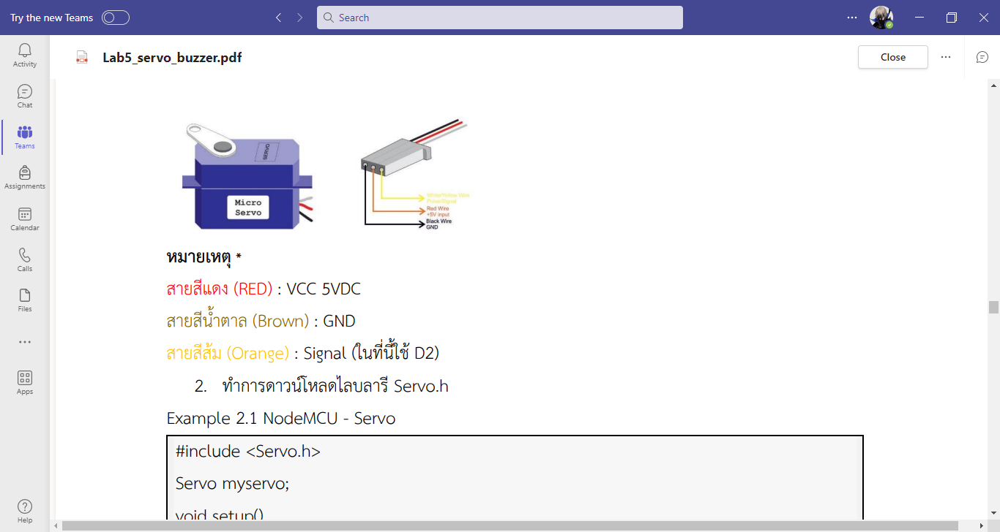 Try the new Teams
Search
Activity
Chat
Teams
Assignments
Calendar
Calls
Files
Apps
Help
Lab5_servo_buzzer.pdf
Close
SERVO
Micro
Servo
White/Yellow Wire
Pulse/Signal
Red Wire
+5V input
Black Wire
GND
หมายเหตุ *
สายสีแดง (RED) : VCC 5VDC
สายสีน้ำตาล (Brown) : GND
สายสีส้ม (Orange) : Signal (ในที่นี้ใช้ D2)
2. ทำการดาวน์โหลดไลบลารี Servo.h
Example 2.1 NodeMCU - Servo
#include <Servo.h>
Servo myservo;
void setup()